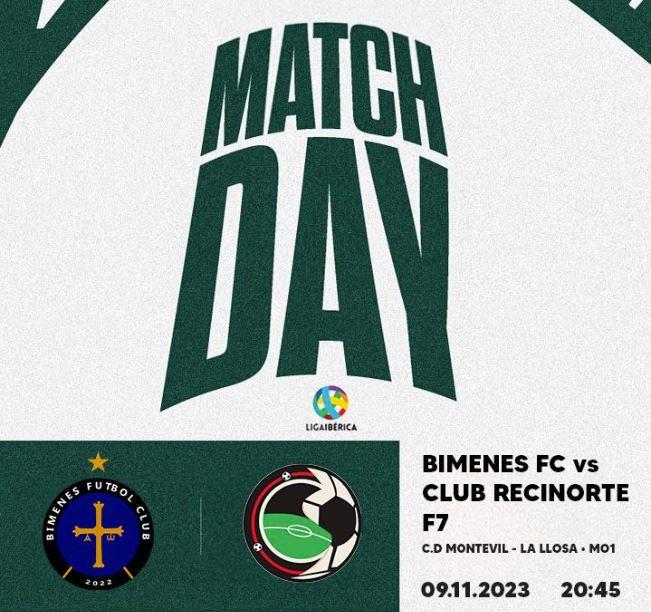 MATCH
DAY
LIGAIBÉRICA
BIMENES FUTBOL CLUB
Α ω
2022
BIMENES FC vs
CLUB RECINORTE
F7
C.D MONTEVIL - LA LLOSA • MO1
09.11.2023 20:45